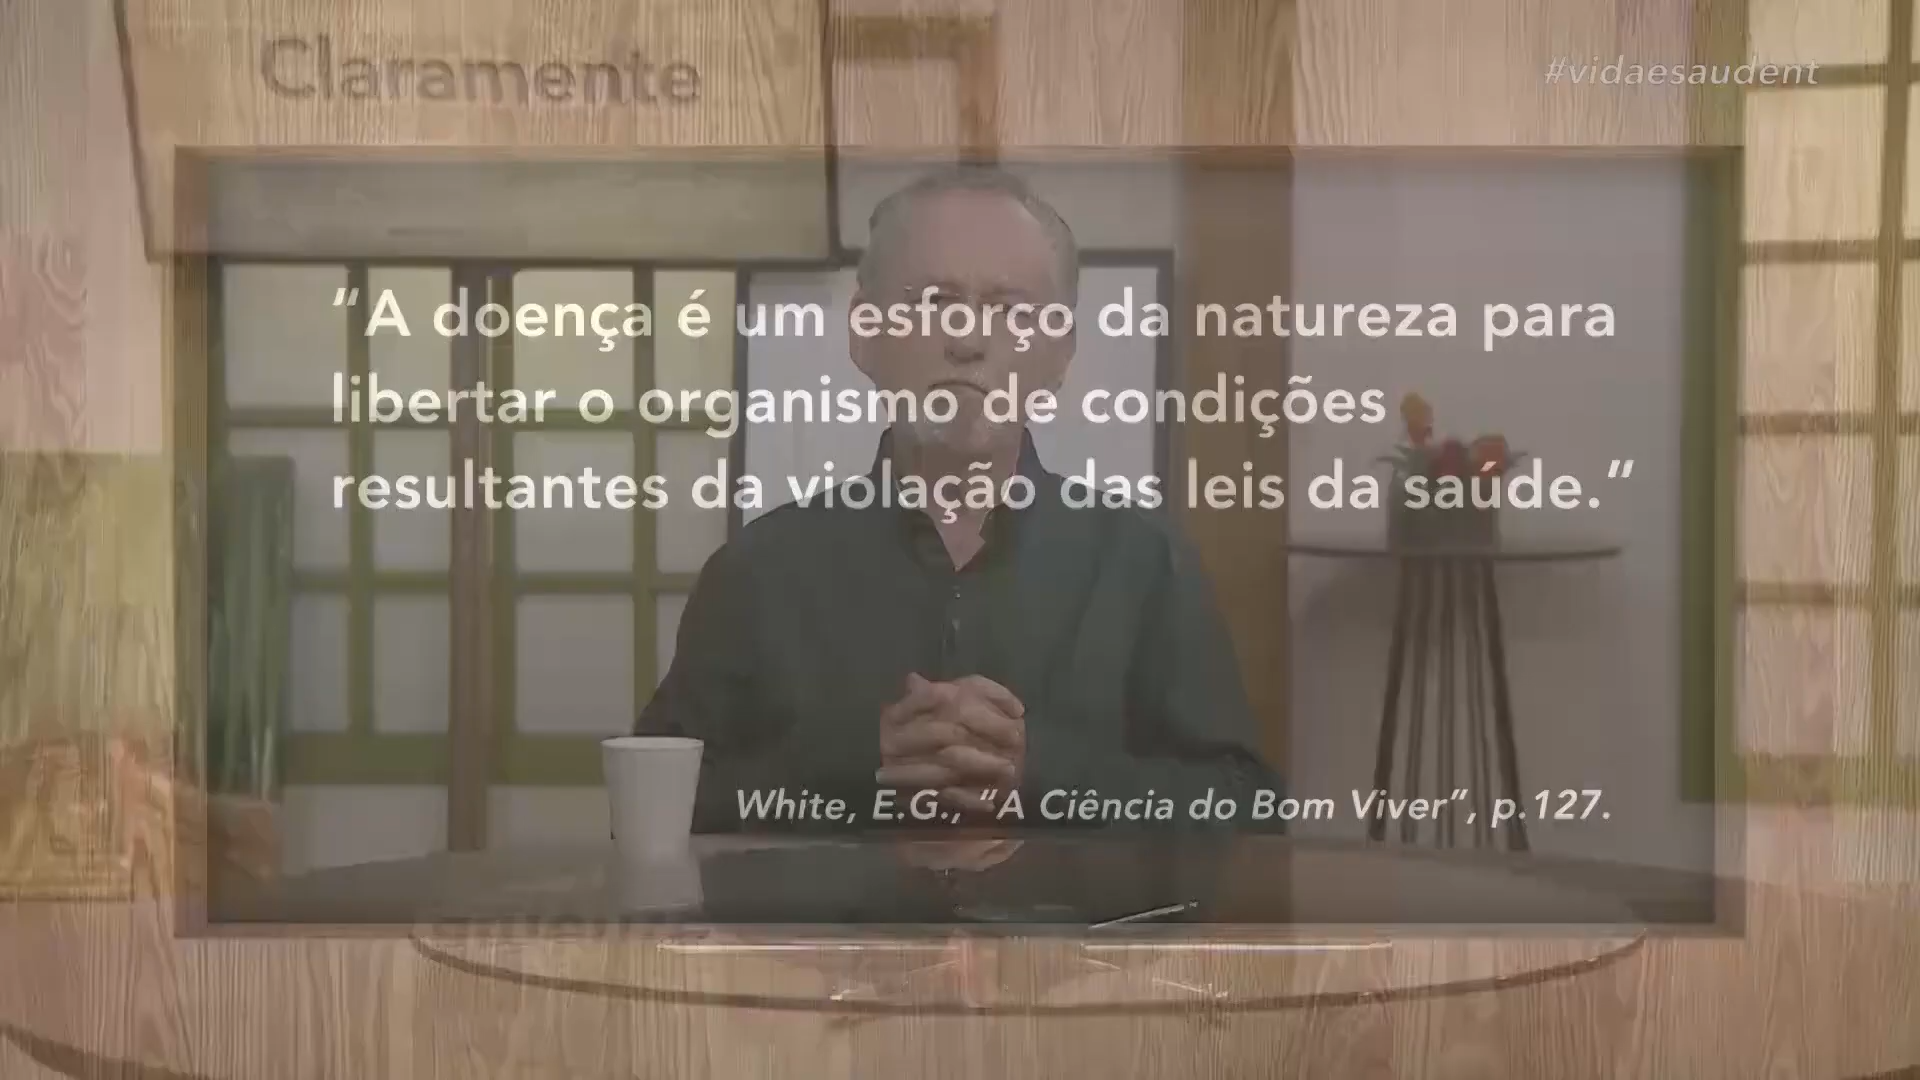 Claramente
#vidaesaudent
“A doença é um esforço da natureza para
libertar o organismo de condições
resultantes da violação das leis da saúde.“
White, E.G., “A Ciência do Bom Viver”, p.127.